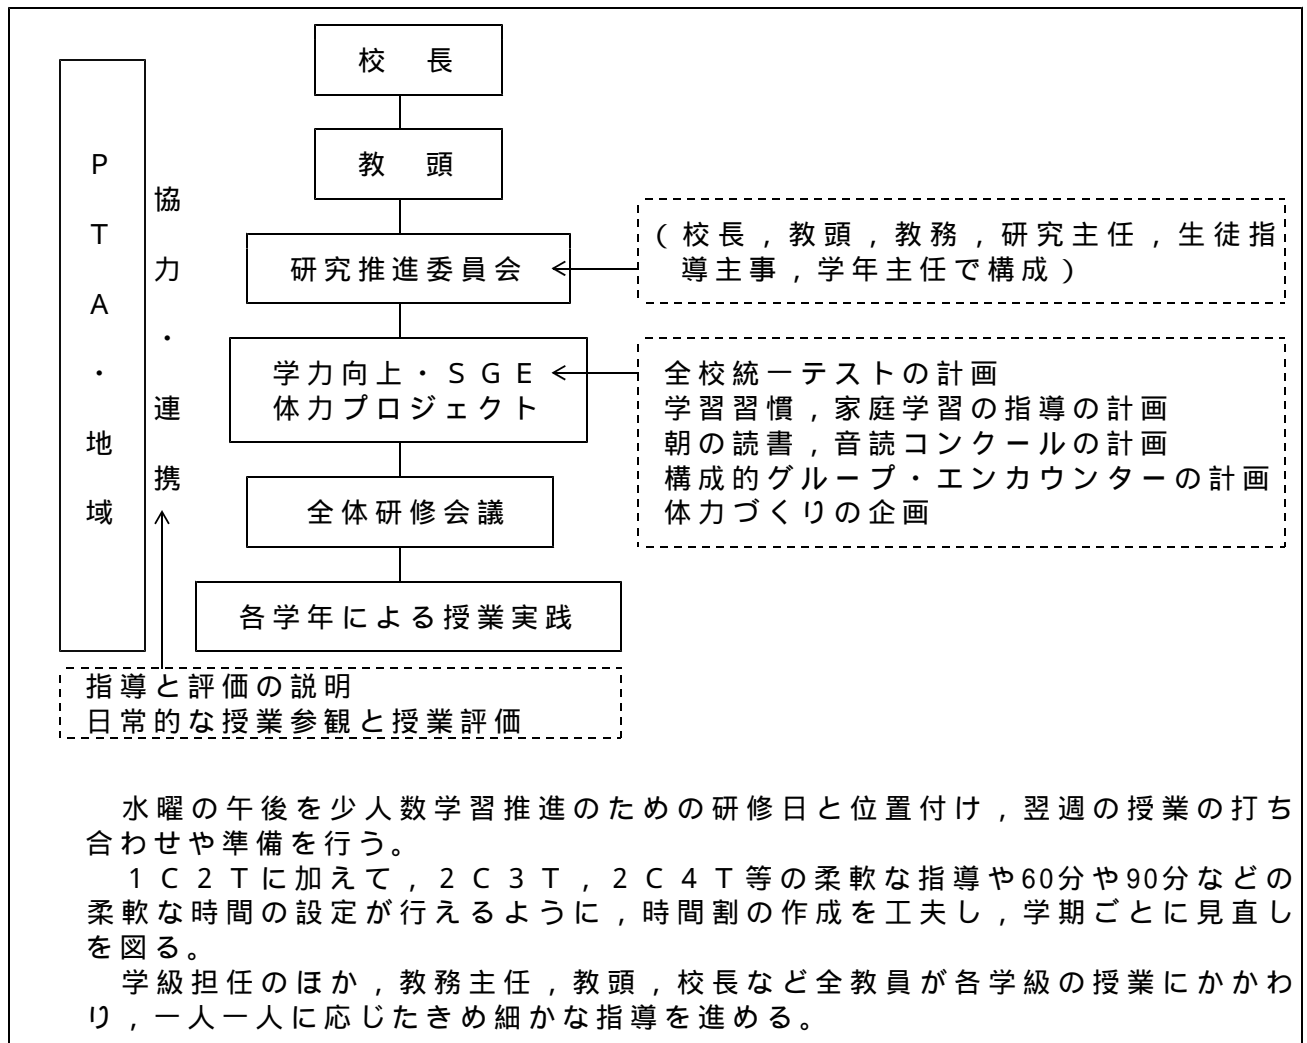 校　長
教　頭
ＰＴＡ・地域
協力・連携
研究推進委員会
（校長，教頭，教務，研究主任，生徒指
導主事，学年主任で構成）
学力向上・ＳＧＥ
体力プロジェクト
全校統一テストの計画
学習習慣，家庭学習の指導の計画
朝の読書，音読コンクールの計画
構成的グループ・エンカウンターの計画
体力づくりの企画
全体研修会議
各学年による授業実践
指導と評価の説明
日常的な授業参観と授業評価
水曜の午後を少人数学習推進のための研修日と位置付け，翌週の授業の打ち
合わせや準備を行う。
１Ｃ２Ｔに加えて，２Ｃ３Ｔ，２Ｃ４Ｔ等の柔軟な指導や60分や90分などの
柔軟な時間の設定が行えるように，時間割の作成を工夫し，学期ごとに見直し
を図る。
学級担任のほか，教務主任，教頭，校長など全教員が各学級の授業にかかわ
り，一人一人に応じたきめ細かな指導を進める。